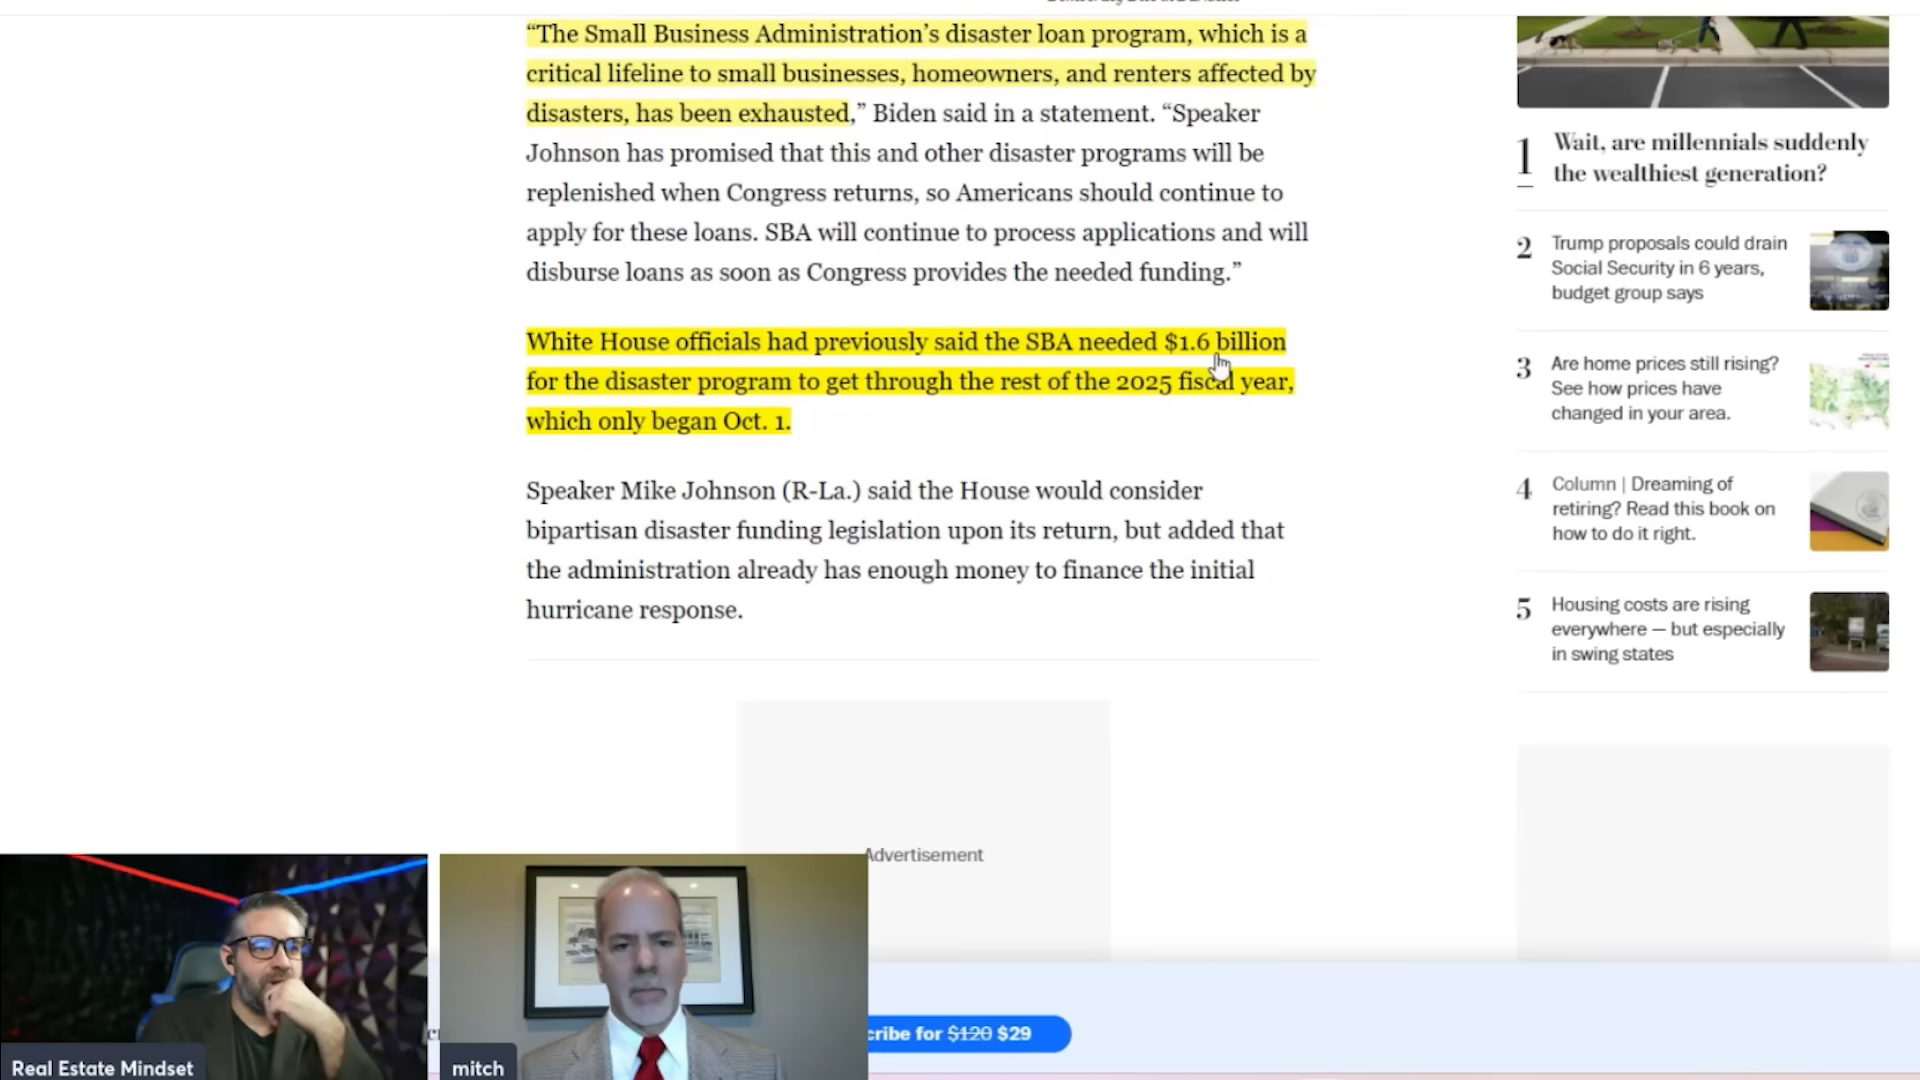 “The Small Business Administration’s disaster loan program, which is a
critical lifeline to small businesses, homeowners, and renters affected by
disasters, has been exhausted,” Biden said in a statement. “Speaker
Johnson has promised that this and other disaster programs will be
replenished when Congress returns, so Americans should continue to
apply for these loans. SBA will continue to process applications and will
disburse loans as soon as Congress provides the needed funding.”
White House officials had previously said the SBA needed $1.6 billion
for the disaster program to get through the rest of the 2025 fiscal year,
which only began Oct. 1.
Speaker Mike Johnson (R-La.) said the House would consider
bipartisan disaster funding legislation upon its return, but added that
the administration already has enough money to finance the initial
hurricane response.
Advertisement
cribe for $120 $29
1 Wait, are millennials suddenly
the wealthiest generation?
2 Trump proposals could drain
Social Security in 6 years,
budget group says
3 Are home prices still rising?
See how prices have
changed in your area.
4 Column | Dreaming of
retiring? Read this book on
how to do it right.
5 Housing costs are rising
everywhere — but especially
in swing states
Real Estate Mindset
mitch